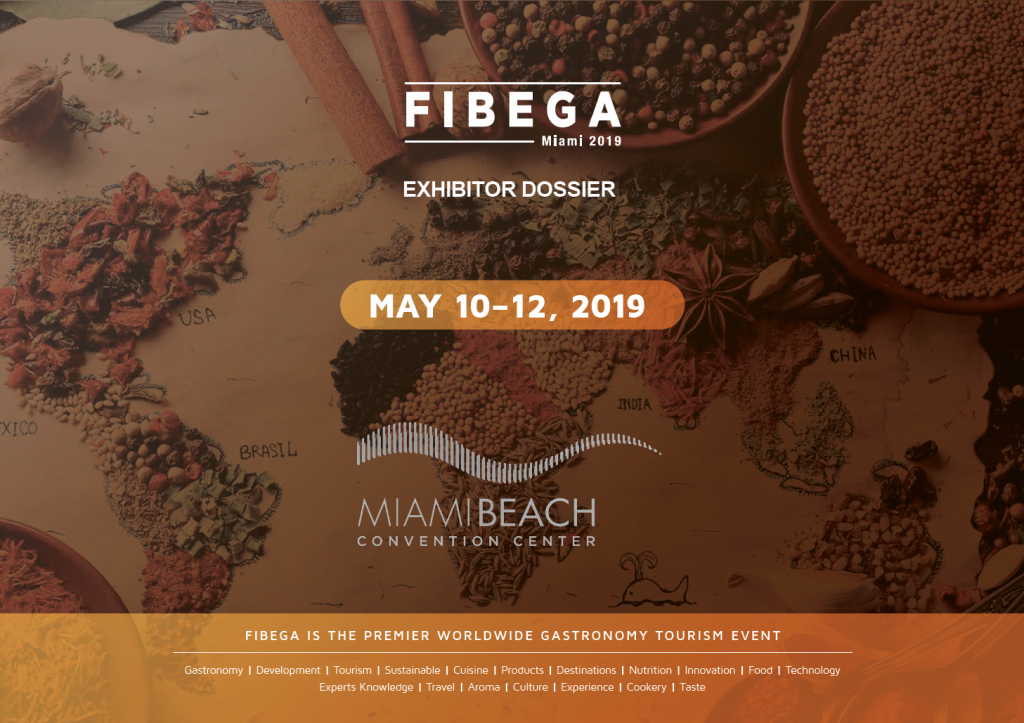 FIBEGA
Miami 2019
EXHIBITOR DOSSIER
MAY 10–12, 2019
USA
CHINA
INDIA
XICO
BRASIL
MIAMIBEACH
CONVENTION CENTER
FIBEGA IS THE PREMIER WORLDWIDE GASTRONOMY TOURISM EVENT
Gastronomy | Development | Tourism | Sustainable | Cuisine | Products | Destinations | Nutrition | Innovation | Food | Technology
Experts Knowledge | Travel | Aroma | Culture | Experience | Cookery | Taste